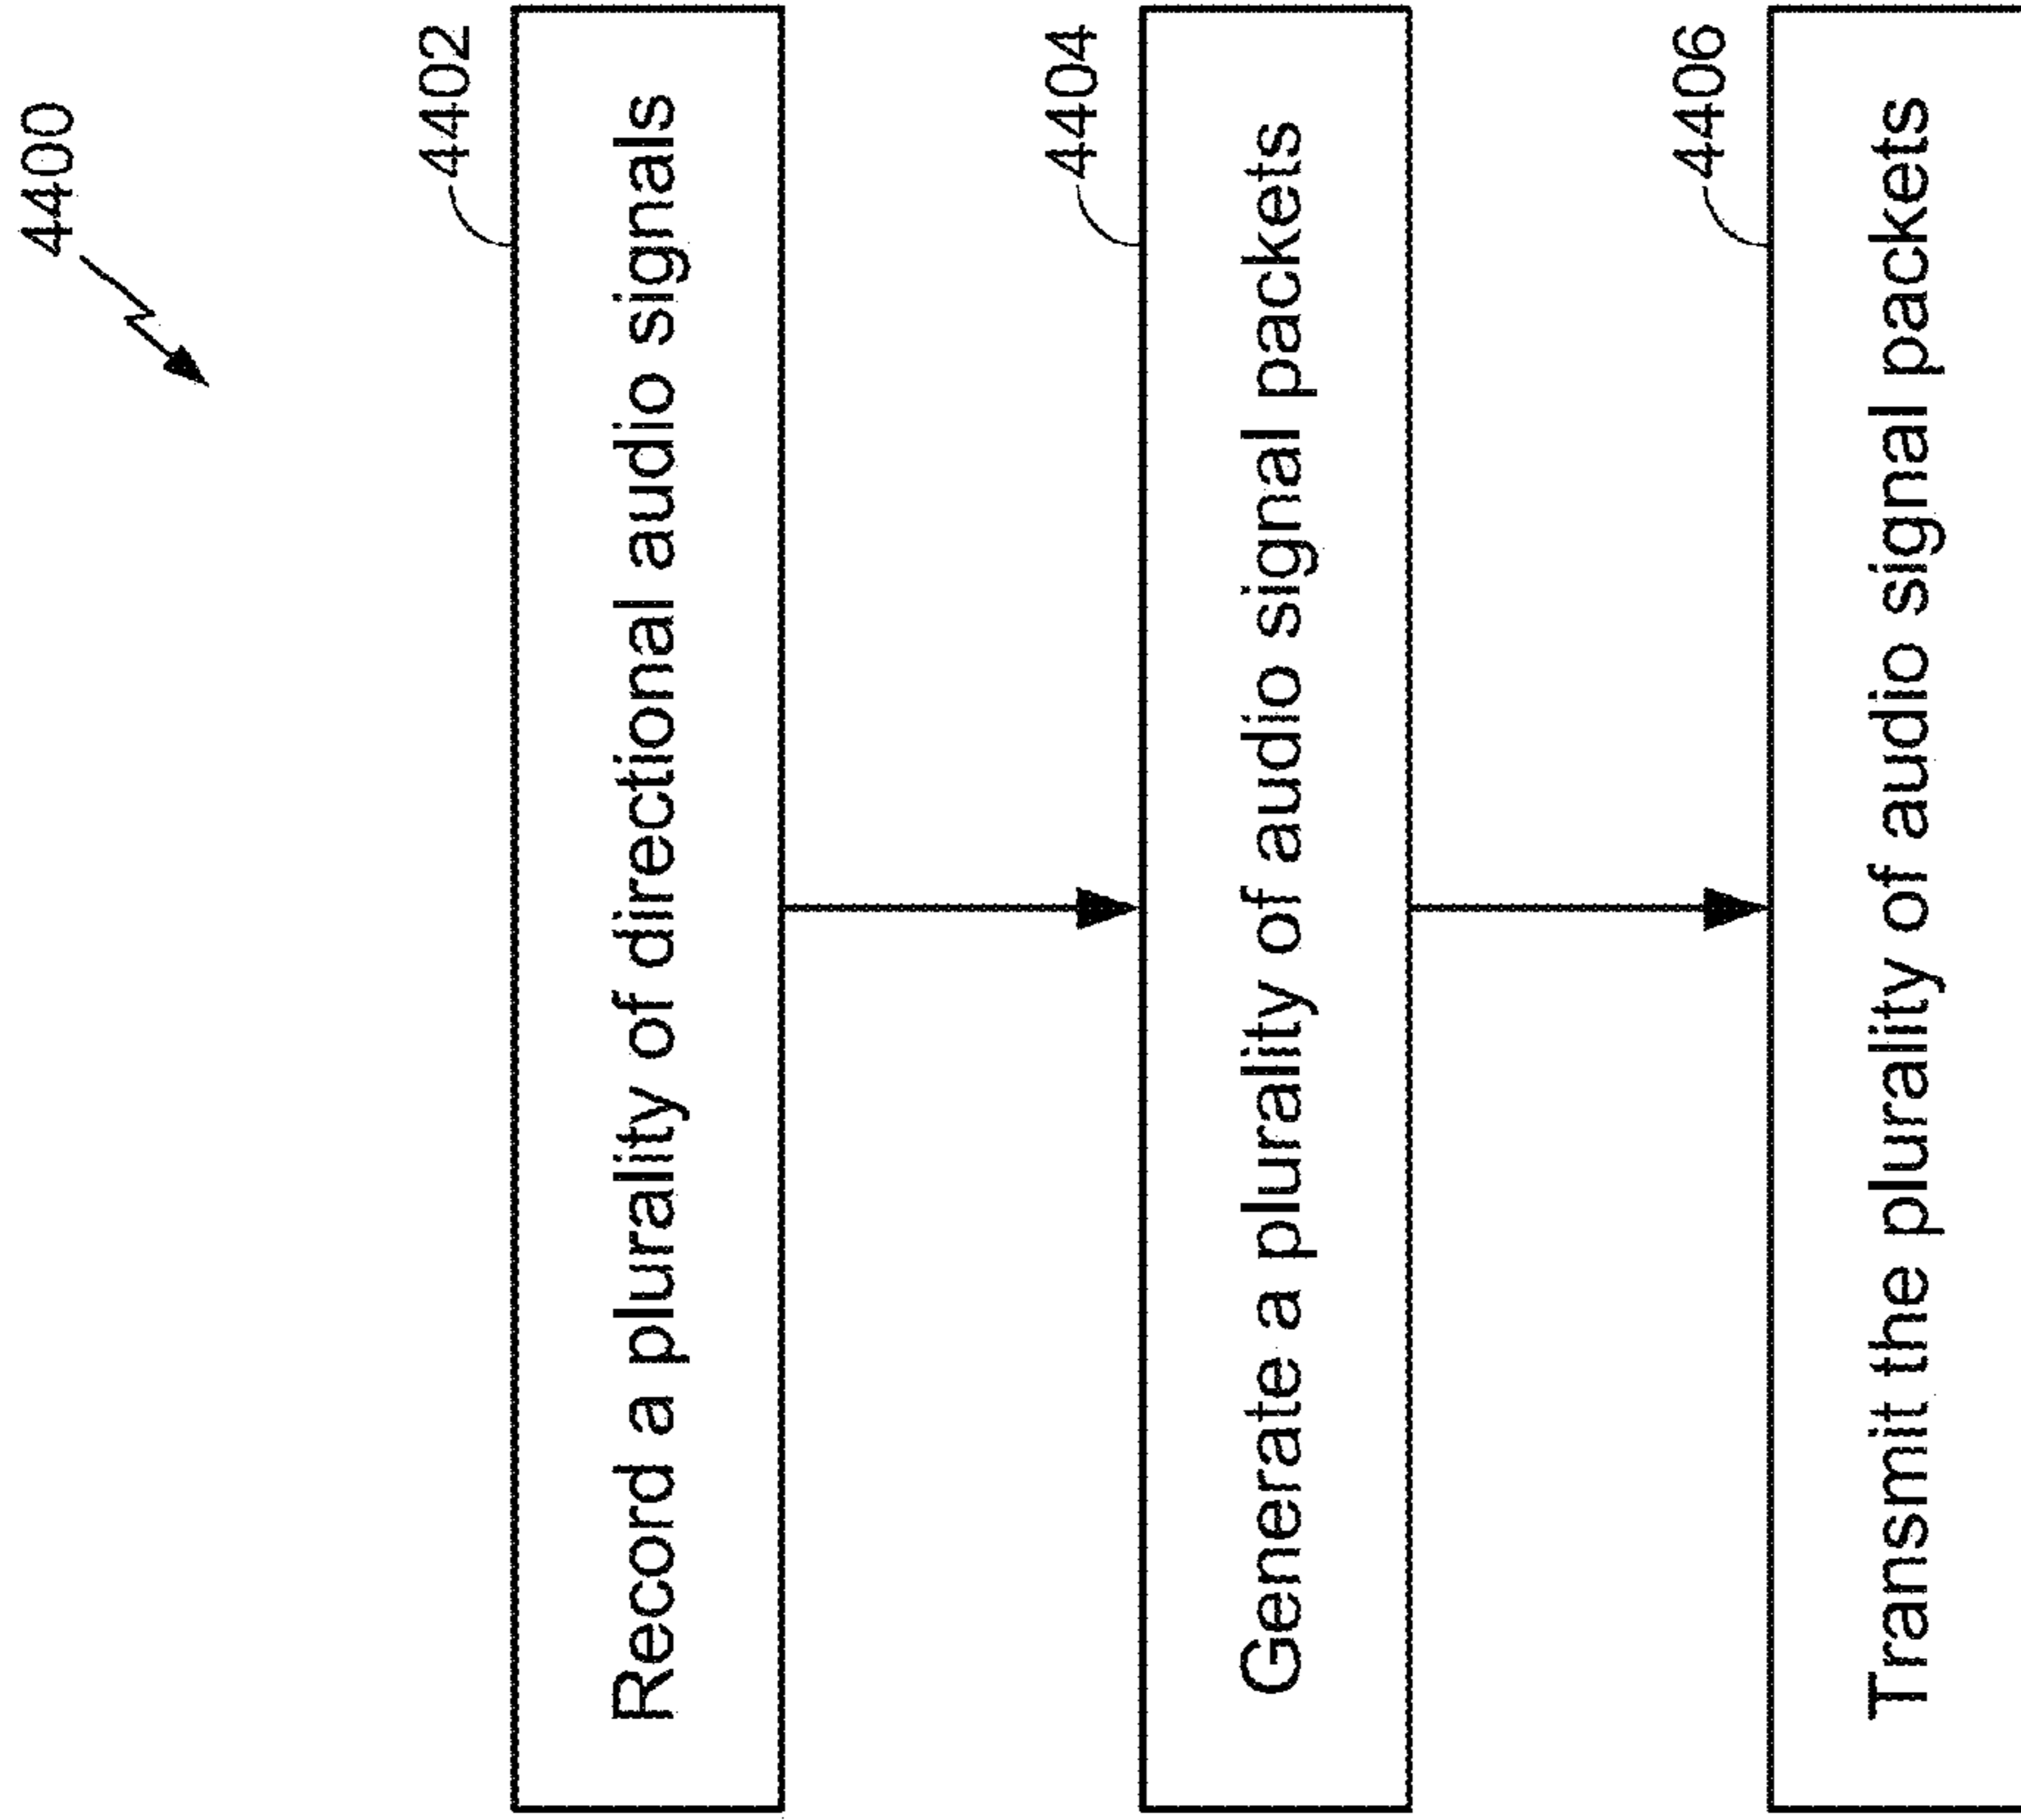 4400
4402
Record a plurality of directional audio signals
4404
Generate a plurality of audio signal packets
4406
Transmit the plurality of audio signal packets